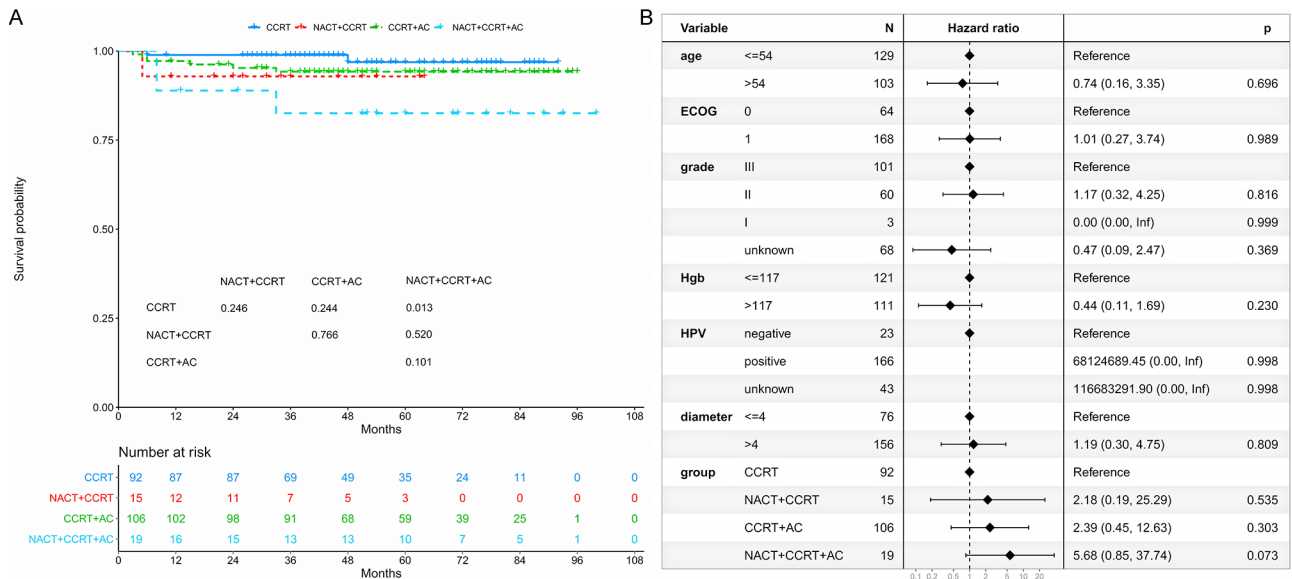 A
CCRT NACT+CCRT CCRT+AC NACT+CCRT+AC
1.00
0.75
0.50
0.25
0.00
Survival probability
NACT+CCRT CCRT+AC NACT+CCRT+AC
CCRT 0.246 0.244 0.013
NACT+CCRT 0.766 0.520
CCRT+AC 0.101
0 12 24 36 48 60 72 84 96 108
Months
Number at risk
CCRT 92 87 87 69 49 35 24 11 0 0
NACT+CCRT 15 12 11 7 5 3 0 0 0 0
CCRT+AC 106 102 98 91 68 59 39 25 1 0
NACT+CCRT+AC 19 16 15 13 13 10 7 5 1 0
0 12 24 36 48 60 72 84 96 108
Months
B
Variable N Hazard ratio p
age <=54 129 Reference
>54 103 0.74 (0.16, 3.35) 0.696
ECOG 0 64 Reference
1 168 1.01 (0.27, 3.74) 0.989
grade III 101 Reference
II 60 1.17 (0.32, 4.25) 0.816
I 3 0.00 (0.00, Inf) 0.999
unknown 68 0.47 (0.09, 2.47) 0.369
Hgb <=117 121 Reference
>117 111 0.44 (0.11, 1.69) 0.230
HPV negative 23 Reference
positive 166 68124689.45 (0.00, Inf) 0.998
unknown 43 116683291.90 (0.00, Inf) 0.998
diameter <=4 76 Reference
>4 156 1.19 (0.30, 4.75) 0.809
group CCRT 92 Reference
NACT+CCRT 15 2.18 (0.19, 25.29) 0.535
CCRT+AC 106 2.39 (0.45, 12.63) 0.303
NACT+CCRT+AC 19 5.68 (0.85, 37.74) 0.073
0.1 0.2 0.5 1 2 5 10 20